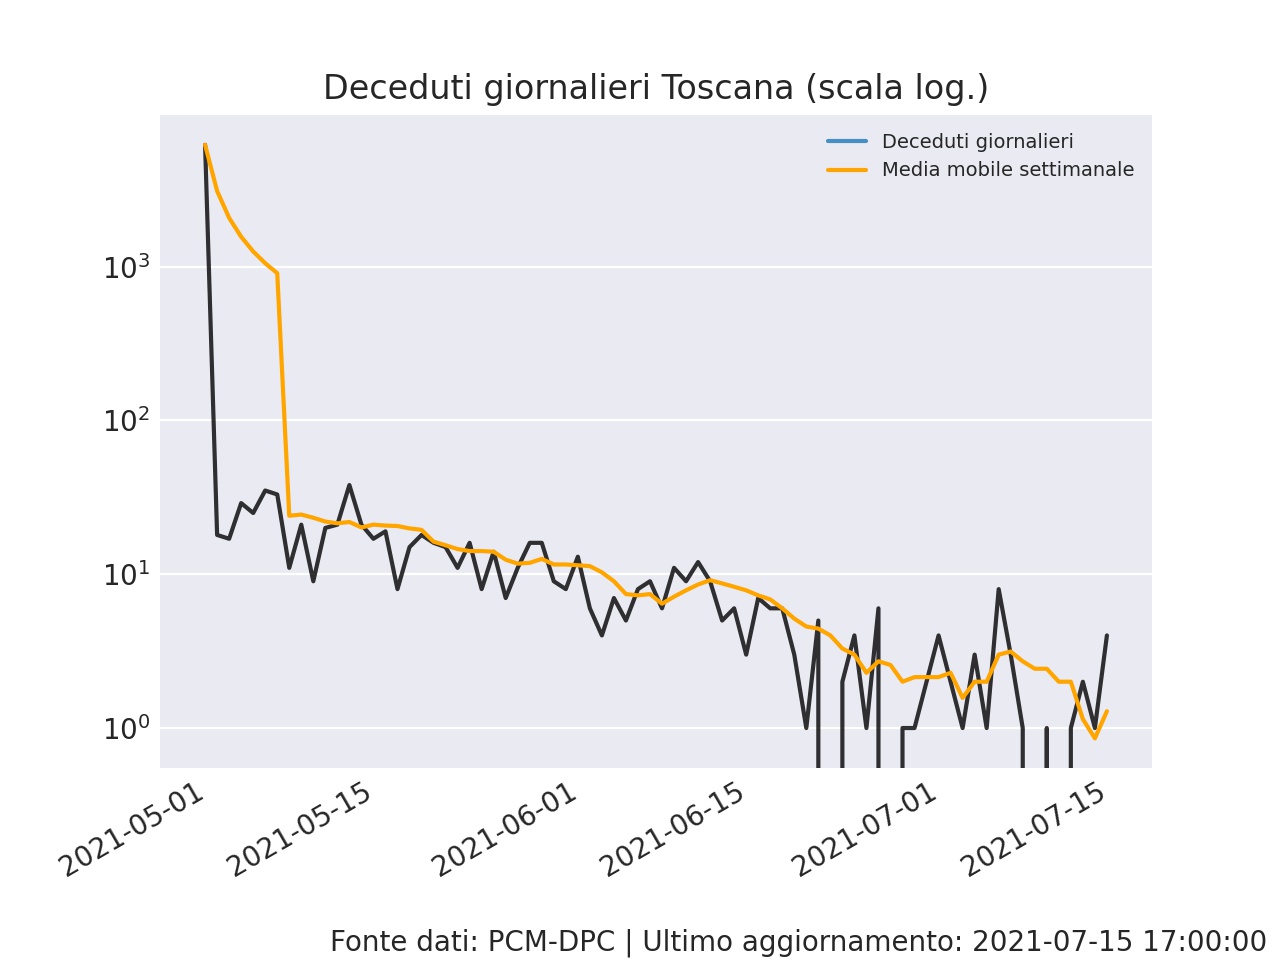 Deceduti giornalieri Toscana (scala log.)
Deceduti giornalieri
Media mobile settimanale
10³
10²
10¹
10⁰
2021-05-01
2021-05-15
2021-06-01
2021-06-15
2021-07-01
2021-07-15
Fonte dati: PCM-DPC | Ultimo aggiornamento: 2021-07-15 17:00:00